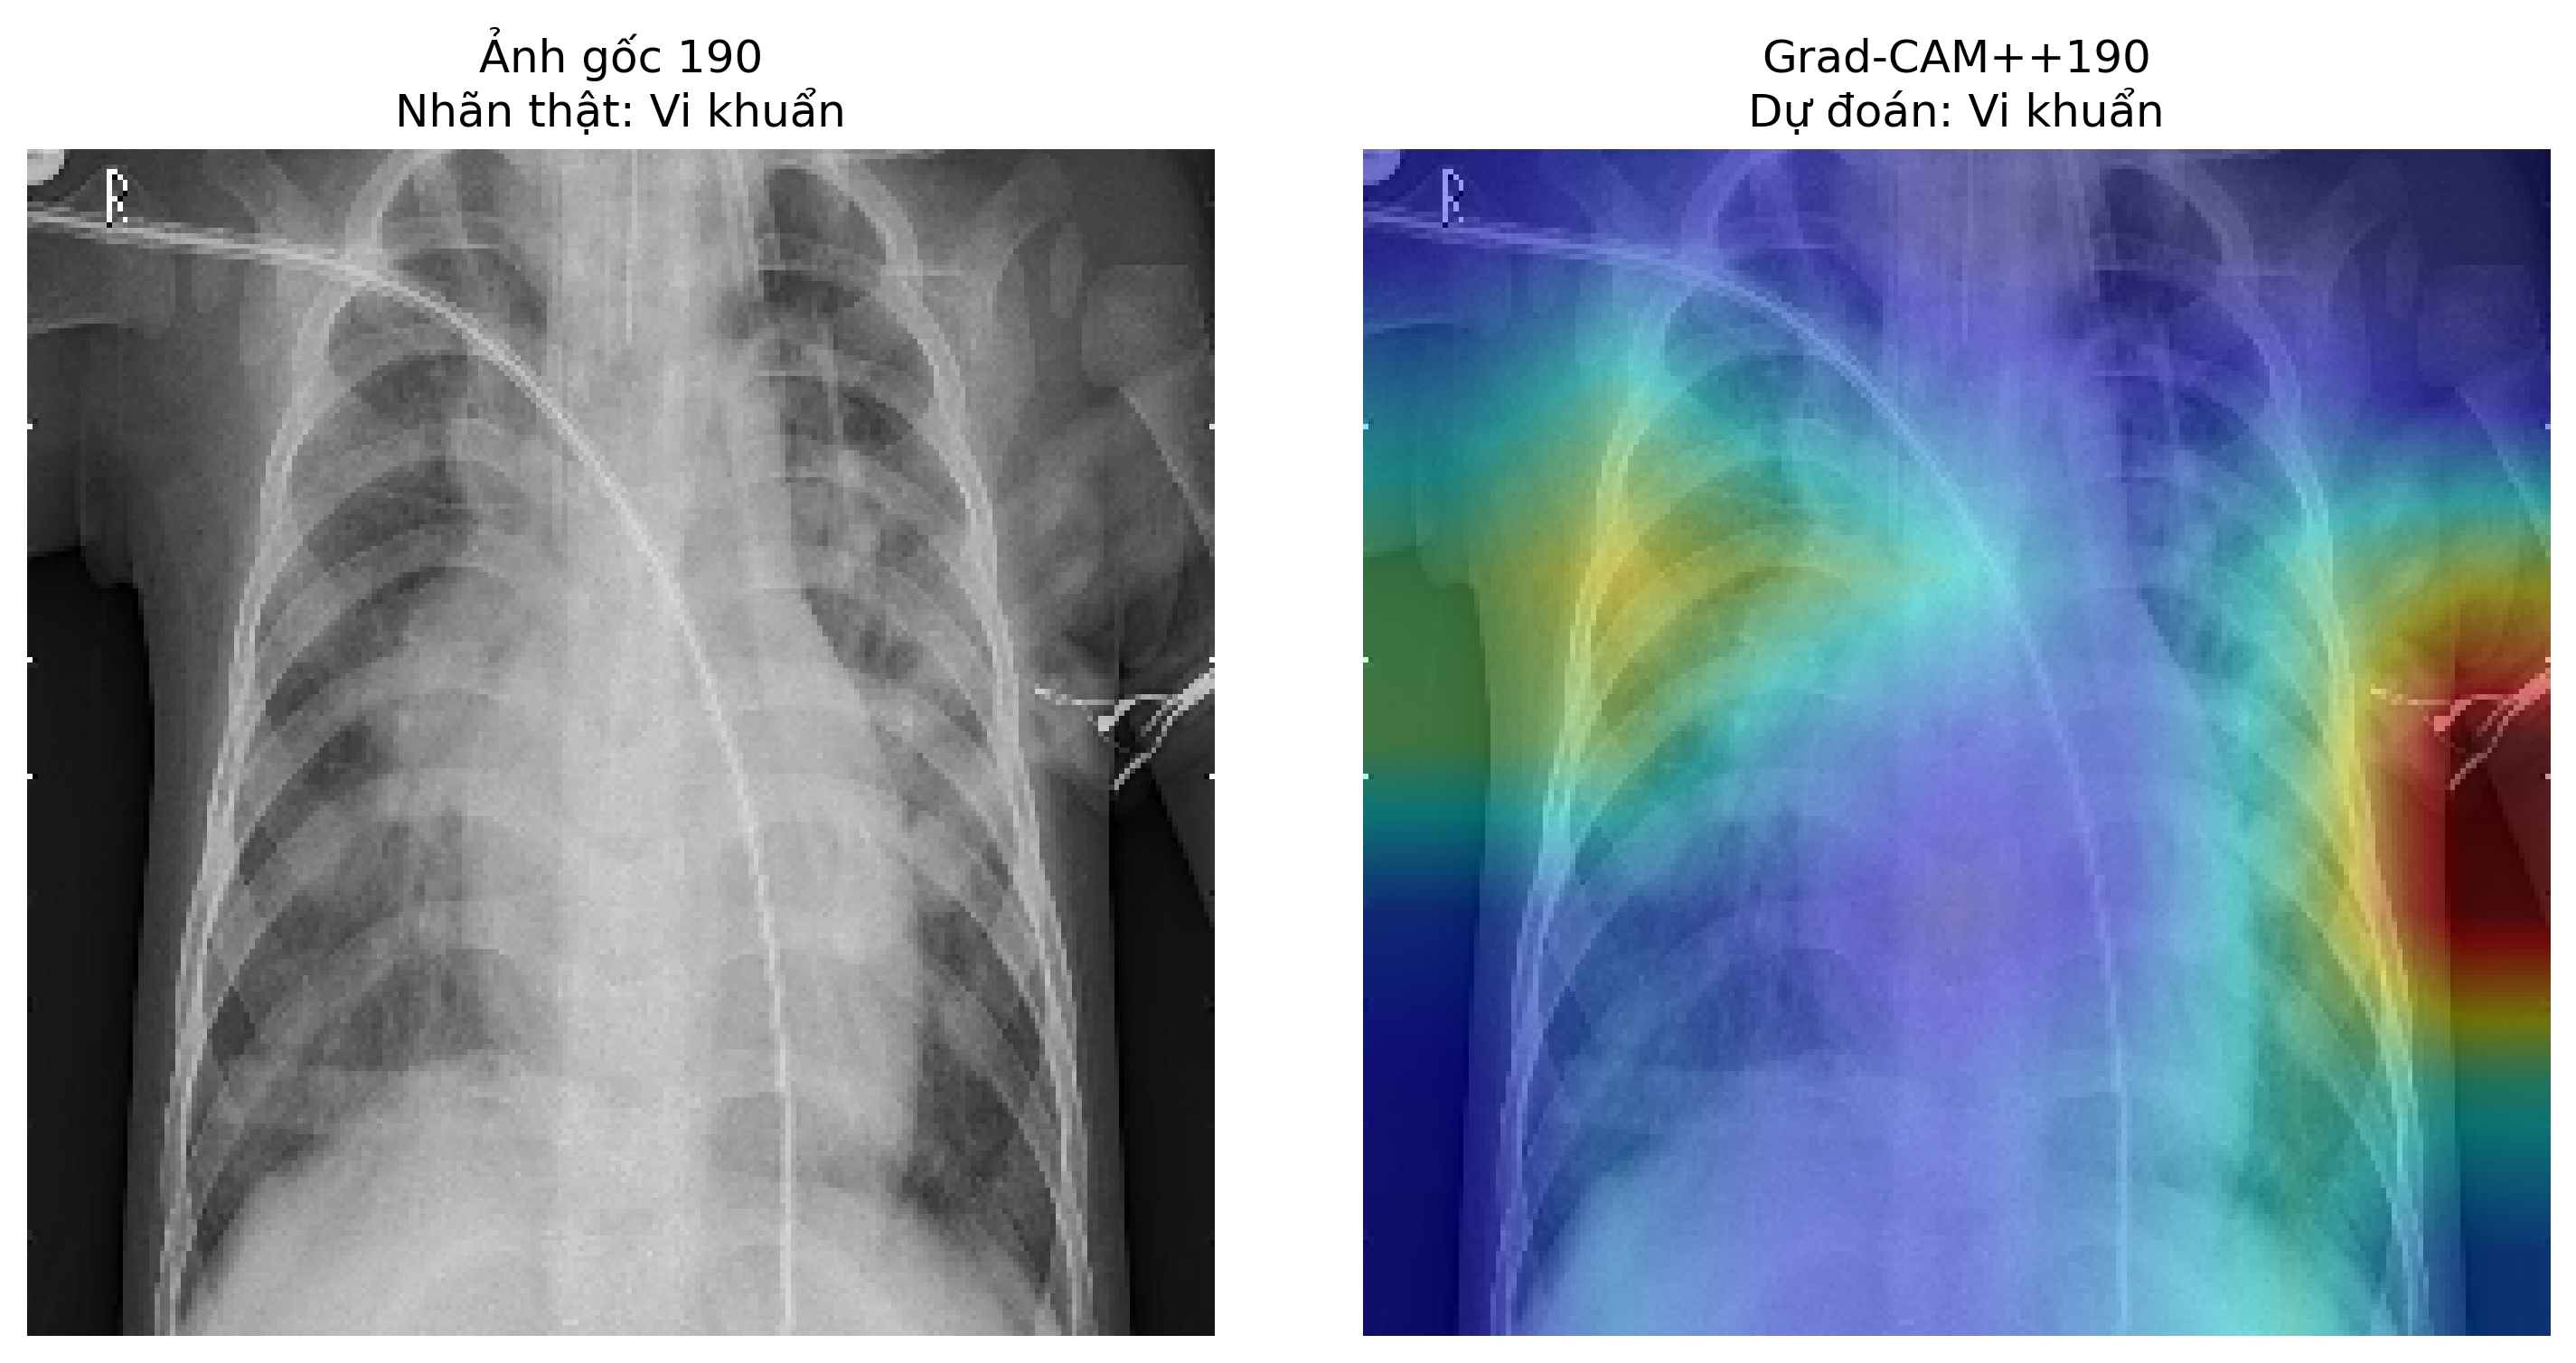 Ảnh gốc 190
Nhãn thật: Vi khuẩn
Grad-CAM++190
Dự đoán: Vi khuẩn
R
R